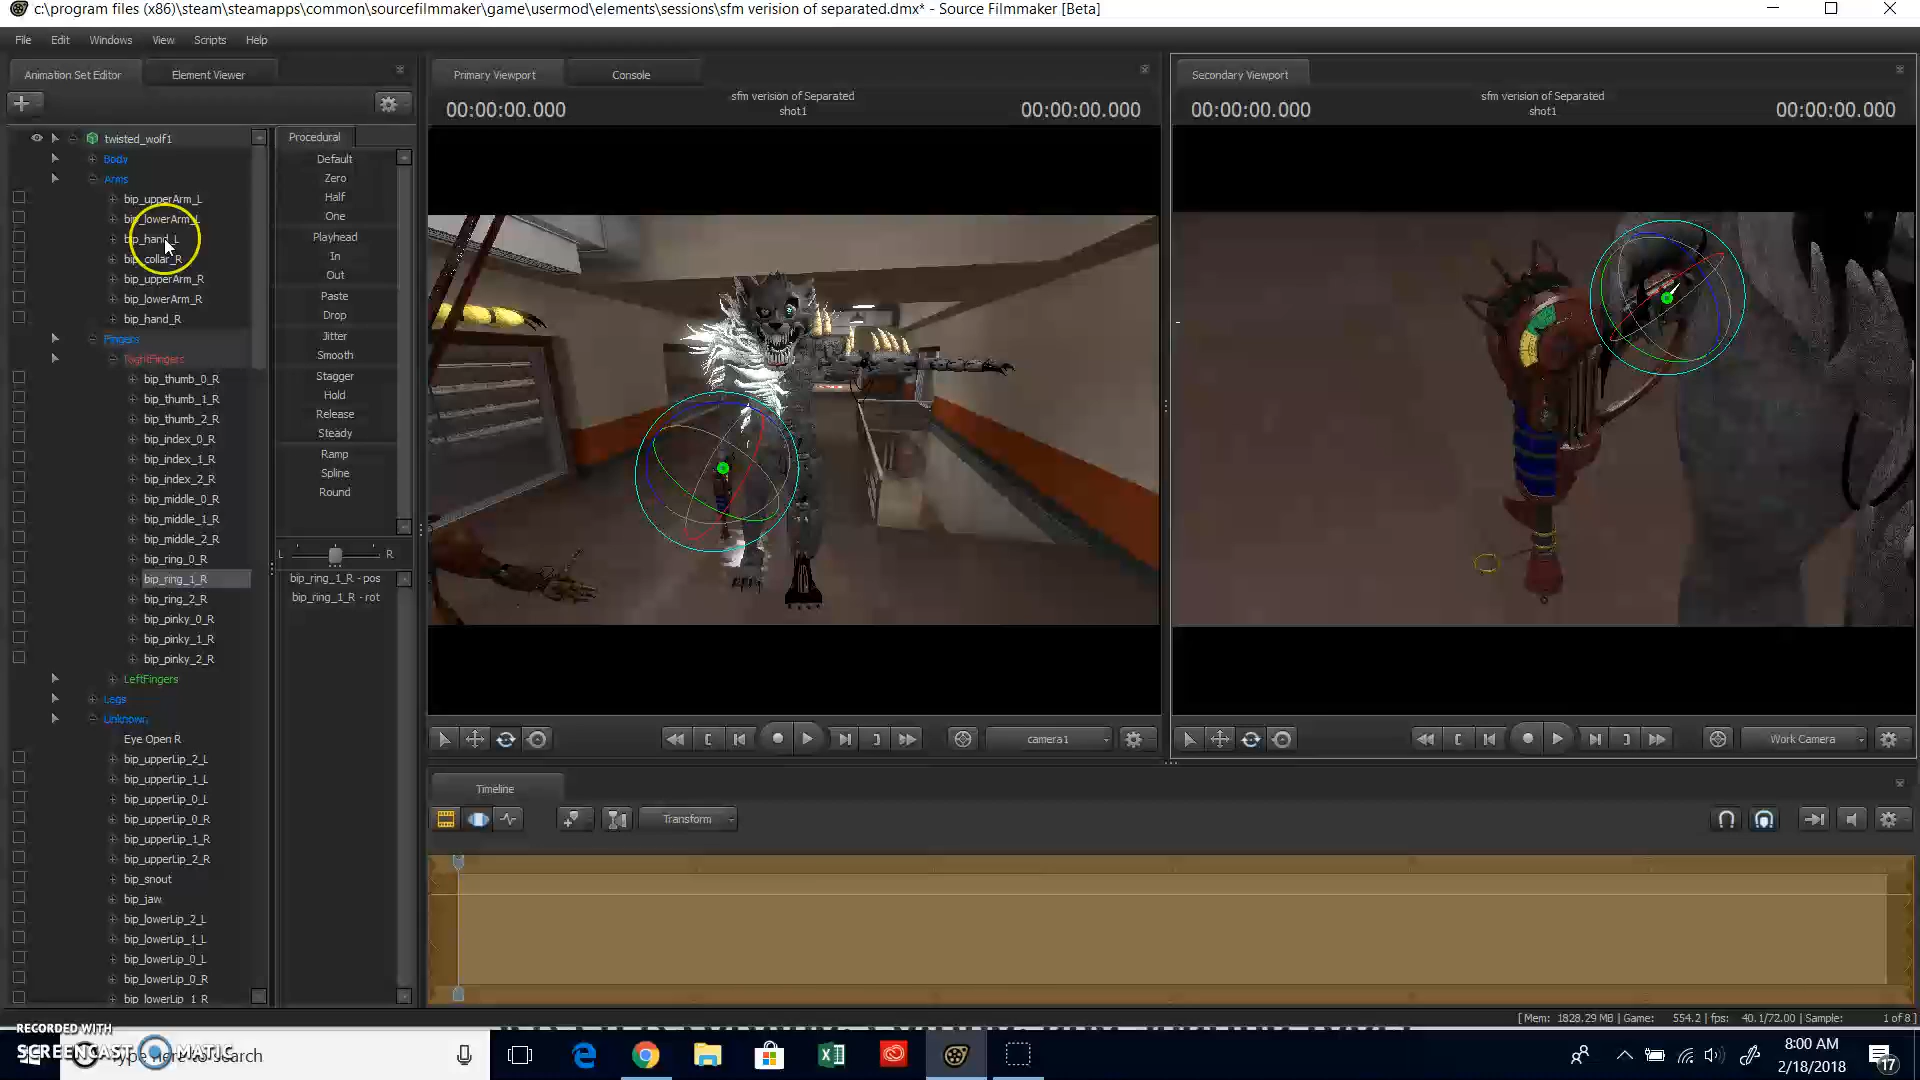 c:\program files (x86)\steam\steamapps\common\sourcefilmmaker\game\usermod\elements\sessions\sfm verision of separated.dmx* - Source Filmmaker [Beta]
File Edit Windows View Scripts Help
Animation Set Editor Element Viewer
Primary Viewport Console
Secondary Viewport
00:00:00.000 sfm verision of Separated 00:00:00.000
shot1
00:00:00.000 sfm verision of Separated 00:00:00.000
shot1
twisted_wolf1
Body
Arms
bip_upperArm_L
bip_lowerArm_L
bip_hand_L
bip_collar_R
bip_upperArm_R
bip_lowerArm_R
bip_hand_R
Fingers
RightFingers
bip_thumb_0_R
bip_thumb_1_R
bip_thumb_2_R
bip_index_0_R
bip_index_1_R
bip_index_2_R
bip_middle_0_R
bip_middle_1_R
bip_middle_2_R
bip_ring_0_R
bip_ring_1_R
bip_ring_2_R
bip_pinky_0_R
bip_pinky_1_R
bip_pinky_2_R
LeftFingers
Legs
Unknown
Eye Open R
bip_upperLip_2_L
bip_upperLip_1_L
bip_upperLip_0_L
bip_upperLip_0_R
bip_upperLip_1_R
bip_upperLip_2_R
bip_snout
bip_jaw
bip_lowerLip_2_L
bip_lowerLip_1_L
bip_lowerLip_0_L
bip_lowerLip_0_R
bip_lowerLip_1_R
Procedural
Default
Zero
Half
One
Playhead
In
Out
Paste
Drop
Jitter
Smooth
Stagger
Hold
Release
Steady
Ramp
Spline
Round
L R
bip_ring_1_R - pos
bip_ring_1_R - rot
camera1
Work Camera
Timeline
Transform
[ Mem: 1828.29 MB | Game: 554.2 | fps: 40.1/72.00 | Sample: 1 of 8 ]
RECORDED WITH
SCREENCAST MATIC
Type here to search
8:00 AM
2/18/2018
17